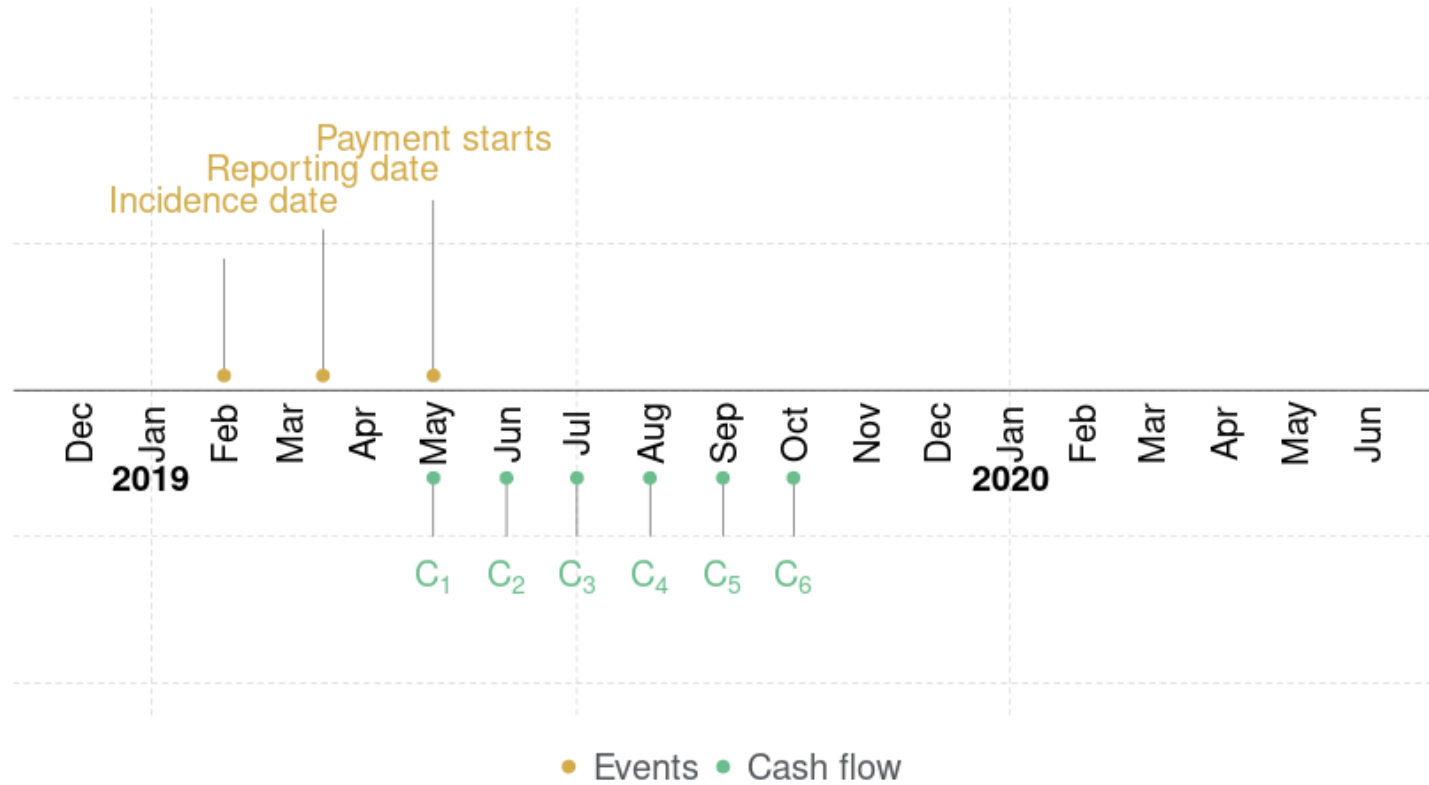 Payment starts
Reporting date
Incidence date
Dec Jan Feb Mar Apr May Jun Jul Aug Sep Oct Nov Dec Jan Feb Mar Apr May Jun
2019 2020
C₁ C₂ C₃ C₄ C₅ C₆
Events Cash flow